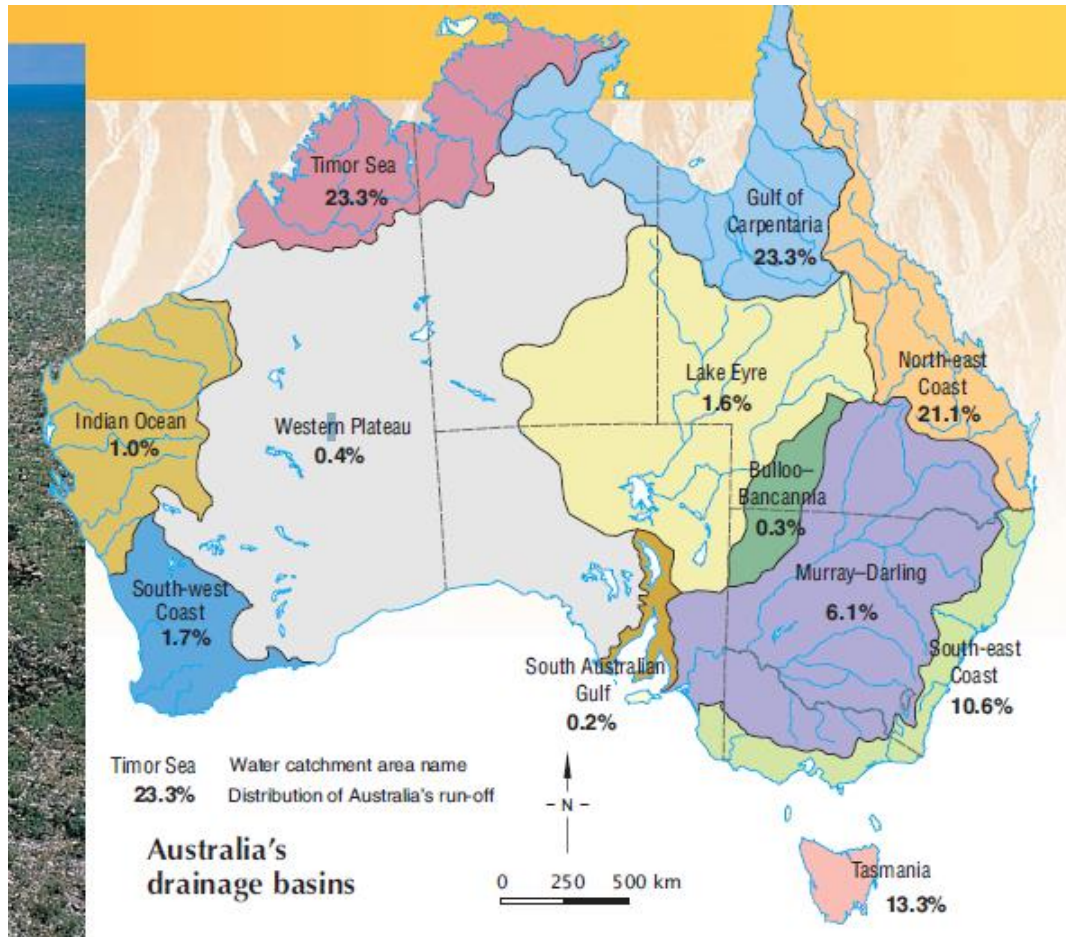 Timor Sea
23.3%
Gulf of
Carpentaria
23.3%
North-east
Coast
21.1%
Lake Eyre
1.6%
Indian Ocean
1.0%
Western Plateau
0.4%
Bulloo–
Bancannia
0.3%
Murray–Darling
6.1%
South-west
Coast
1.7%
South-east
Coast
10.6%
South Australian
Gulf
0.2%
Timor Sea Water catchment area name
23.3% Distribution of Australia's run-off
– N –
Australia's
drainage basins
0 250 500 km
Tasmania
13.3%